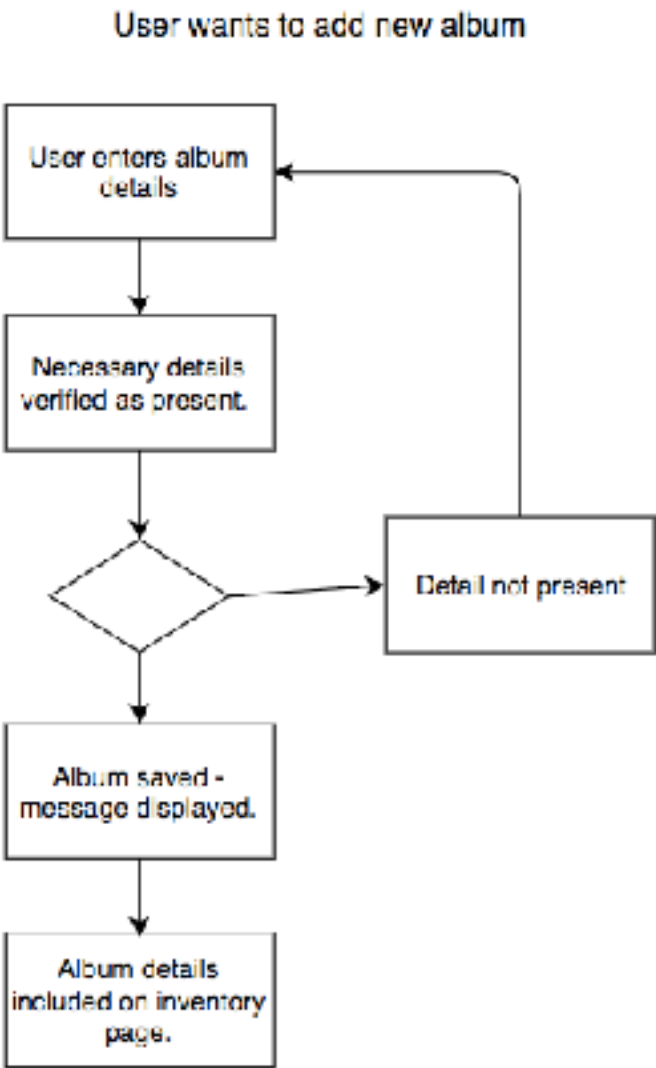 User wants to add new album
User enters album
details
Necessary details
verified as present.
Detail not present
Album saved -
message displayed.
Album details
included on inventory
page.